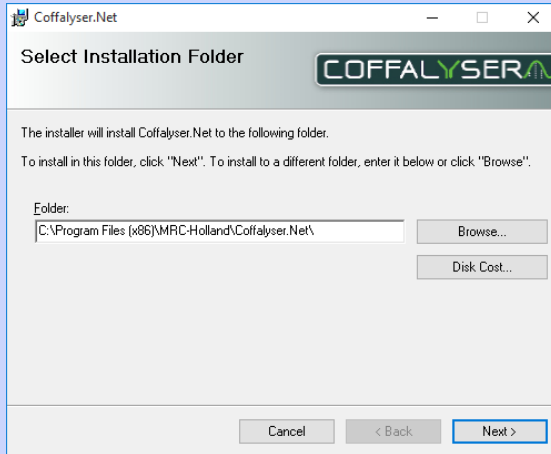 Coffalyser.Net
Select Installation Folder
COFFALYSER
The installer will install Coffalyser.Net to the following folder.
To install in this folder, click "Next". To install to a different folder, enter it below or click "Browse".
Folder:
C:\Program Files (x86)\MRC-Holland\Coffalyser.Net\
Browse...
Disk Cost...
Cancel
< Back
Next >